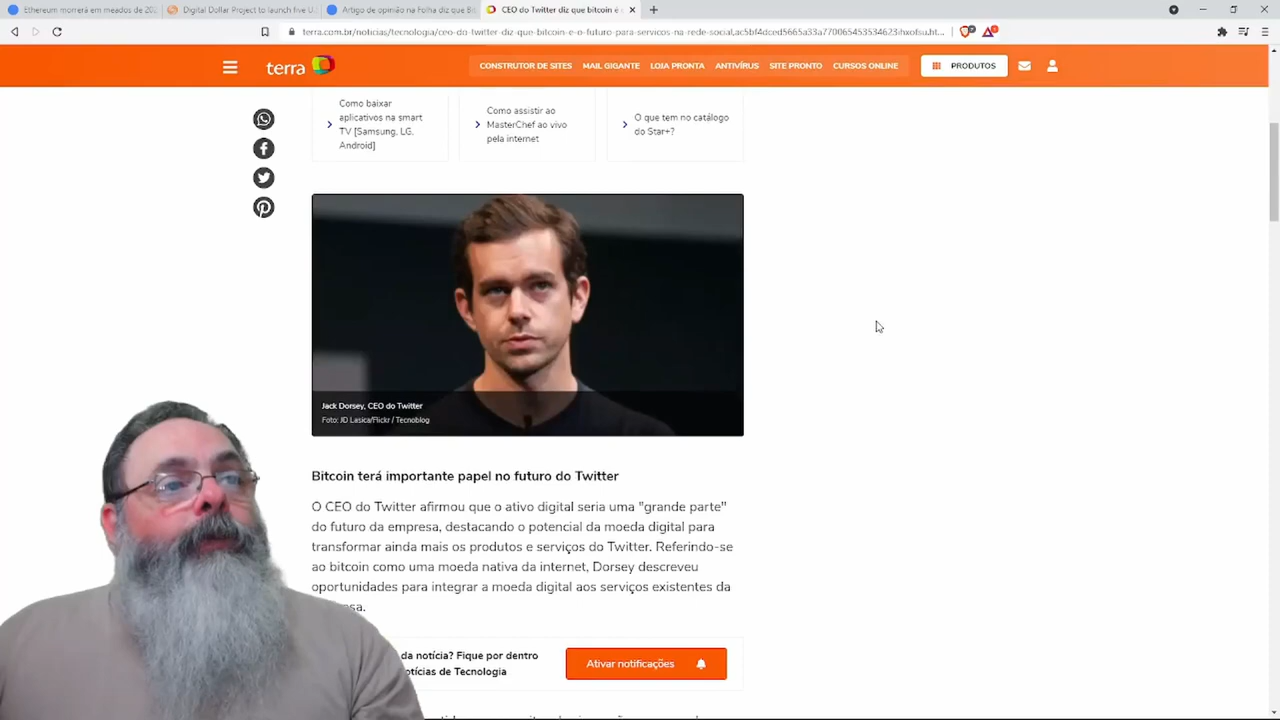 Ethereum morrerá em meados de 202
Digital Dollar Project to launch five U.
Artigo de opinião na Folha diz que Bit
CEO do Twitter diz que bitcoin é
terra.com.br/noticias/tecnologia/ceo-do-twitter-diz-que-bitcoin-e-o-futuro-para-servicos-na-rede-social,
terra
CONSTRUTOR DE SITES
MAIL GIGANTE
LOJA PRONTA
ANTIVÍRUS
SITE PRONTO
CURSOS ONLINE
PRODUTOS
Como baixar
aplicativos na smart
TV [Samsung, LG,
Android]
Como assistir ao
MasterChef ao vivo
pela internet
O que tem no catálogo
do Star+?
Jack Dorsey, CEO do Twitter
Foto: JD Lasica/Flickr / Tecnoblog
Bitcoin terá importante papel no futuro do Twitter
O CEO do Twitter afirmou que o ativo digital seria uma "grande parte"
do futuro da empresa, destacando o potencial da moeda digital para
transformar ainda mais os produtos e serviços do Twitter. Referindo-se
ao bitcoin como uma moeda nativa da internet, Dorsey descreveu
oportunidades para integrar a moeda digital aos serviços existentes da
sa.
da notícia? Fique por dentro
otícias de Tecnologia
Ativar notificações